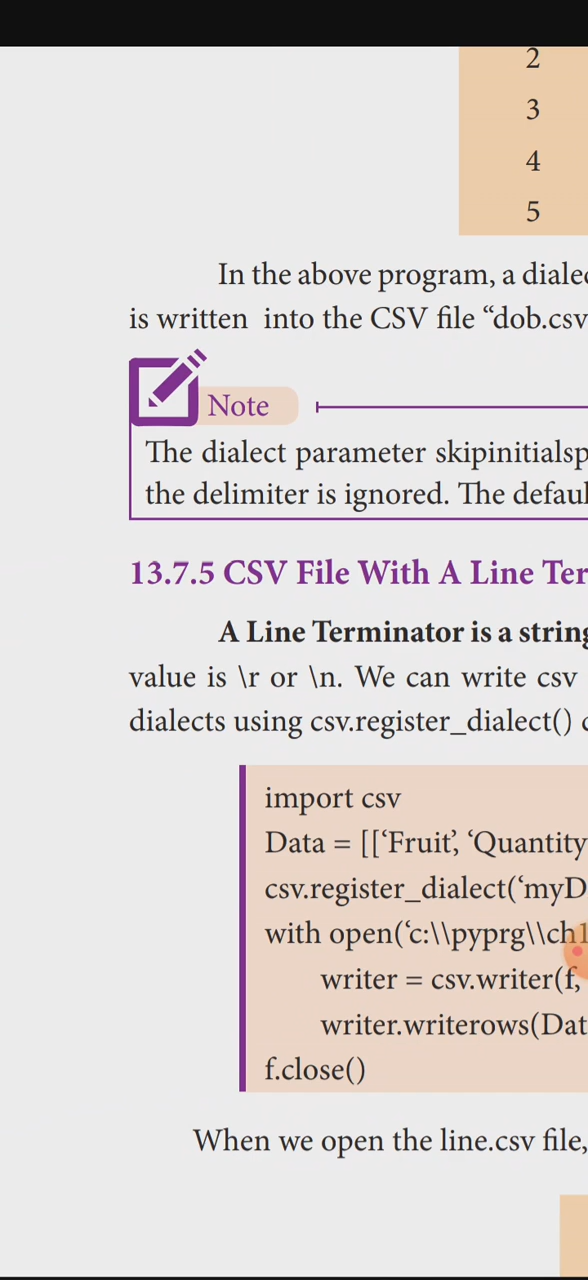 2
3
4
5
In the above program, a dialec
is written into the CSV file “dob.csv
Note
The dialect parameter skipinitialsp
the delimiter is ignored. The defaul
13.7.5 CSV File With A Line Ter
A Line Terminator is a string
value is \r or \n. We can write csv
dialects using csv.register_dialect() c
import csv
Data = [[‘Fruit’, ‘Quantity
csv.register_dialect(‘myD
with open(‘c:\\pyprg\\ch1
writer = csv.writer(f,
writer.writerows(Dat
f.close()
When we open the line.csv file,